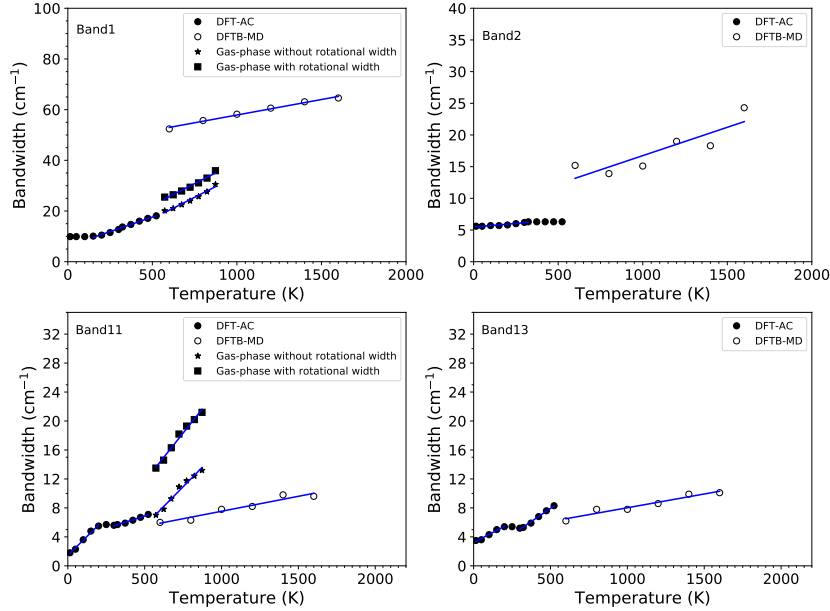 Band1
DFT-AC
DFTB-MD
Gas-phase without rotational width
Gas-phase with rotational width
100
80
60
40
20
0
Bandwidth (cm⁻¹)
0 500 1000 1500 2000
Temperature (K)
Band2
DFT-AC
DFTB-MD
40
35
30
25
20
15
10
5
0
Bandwidth (cm⁻¹)
0 500 1000 1500 2000
Temperature (K)
Band11
DFT-AC
DFTB-MD
Gas-phase without rotational width
Gas-phase with rotational width
32
28
24
20
16
12
8
4
0
Bandwidth (cm⁻¹)
0 500 1000 1500 2000
Temperature (K)
Band13
DFT-AC
DFTB-MD
32
28
24
20
16
12
8
4
0
Bandwidth (cm⁻¹)
0 500 1000 1500 2000
Temperature (K)